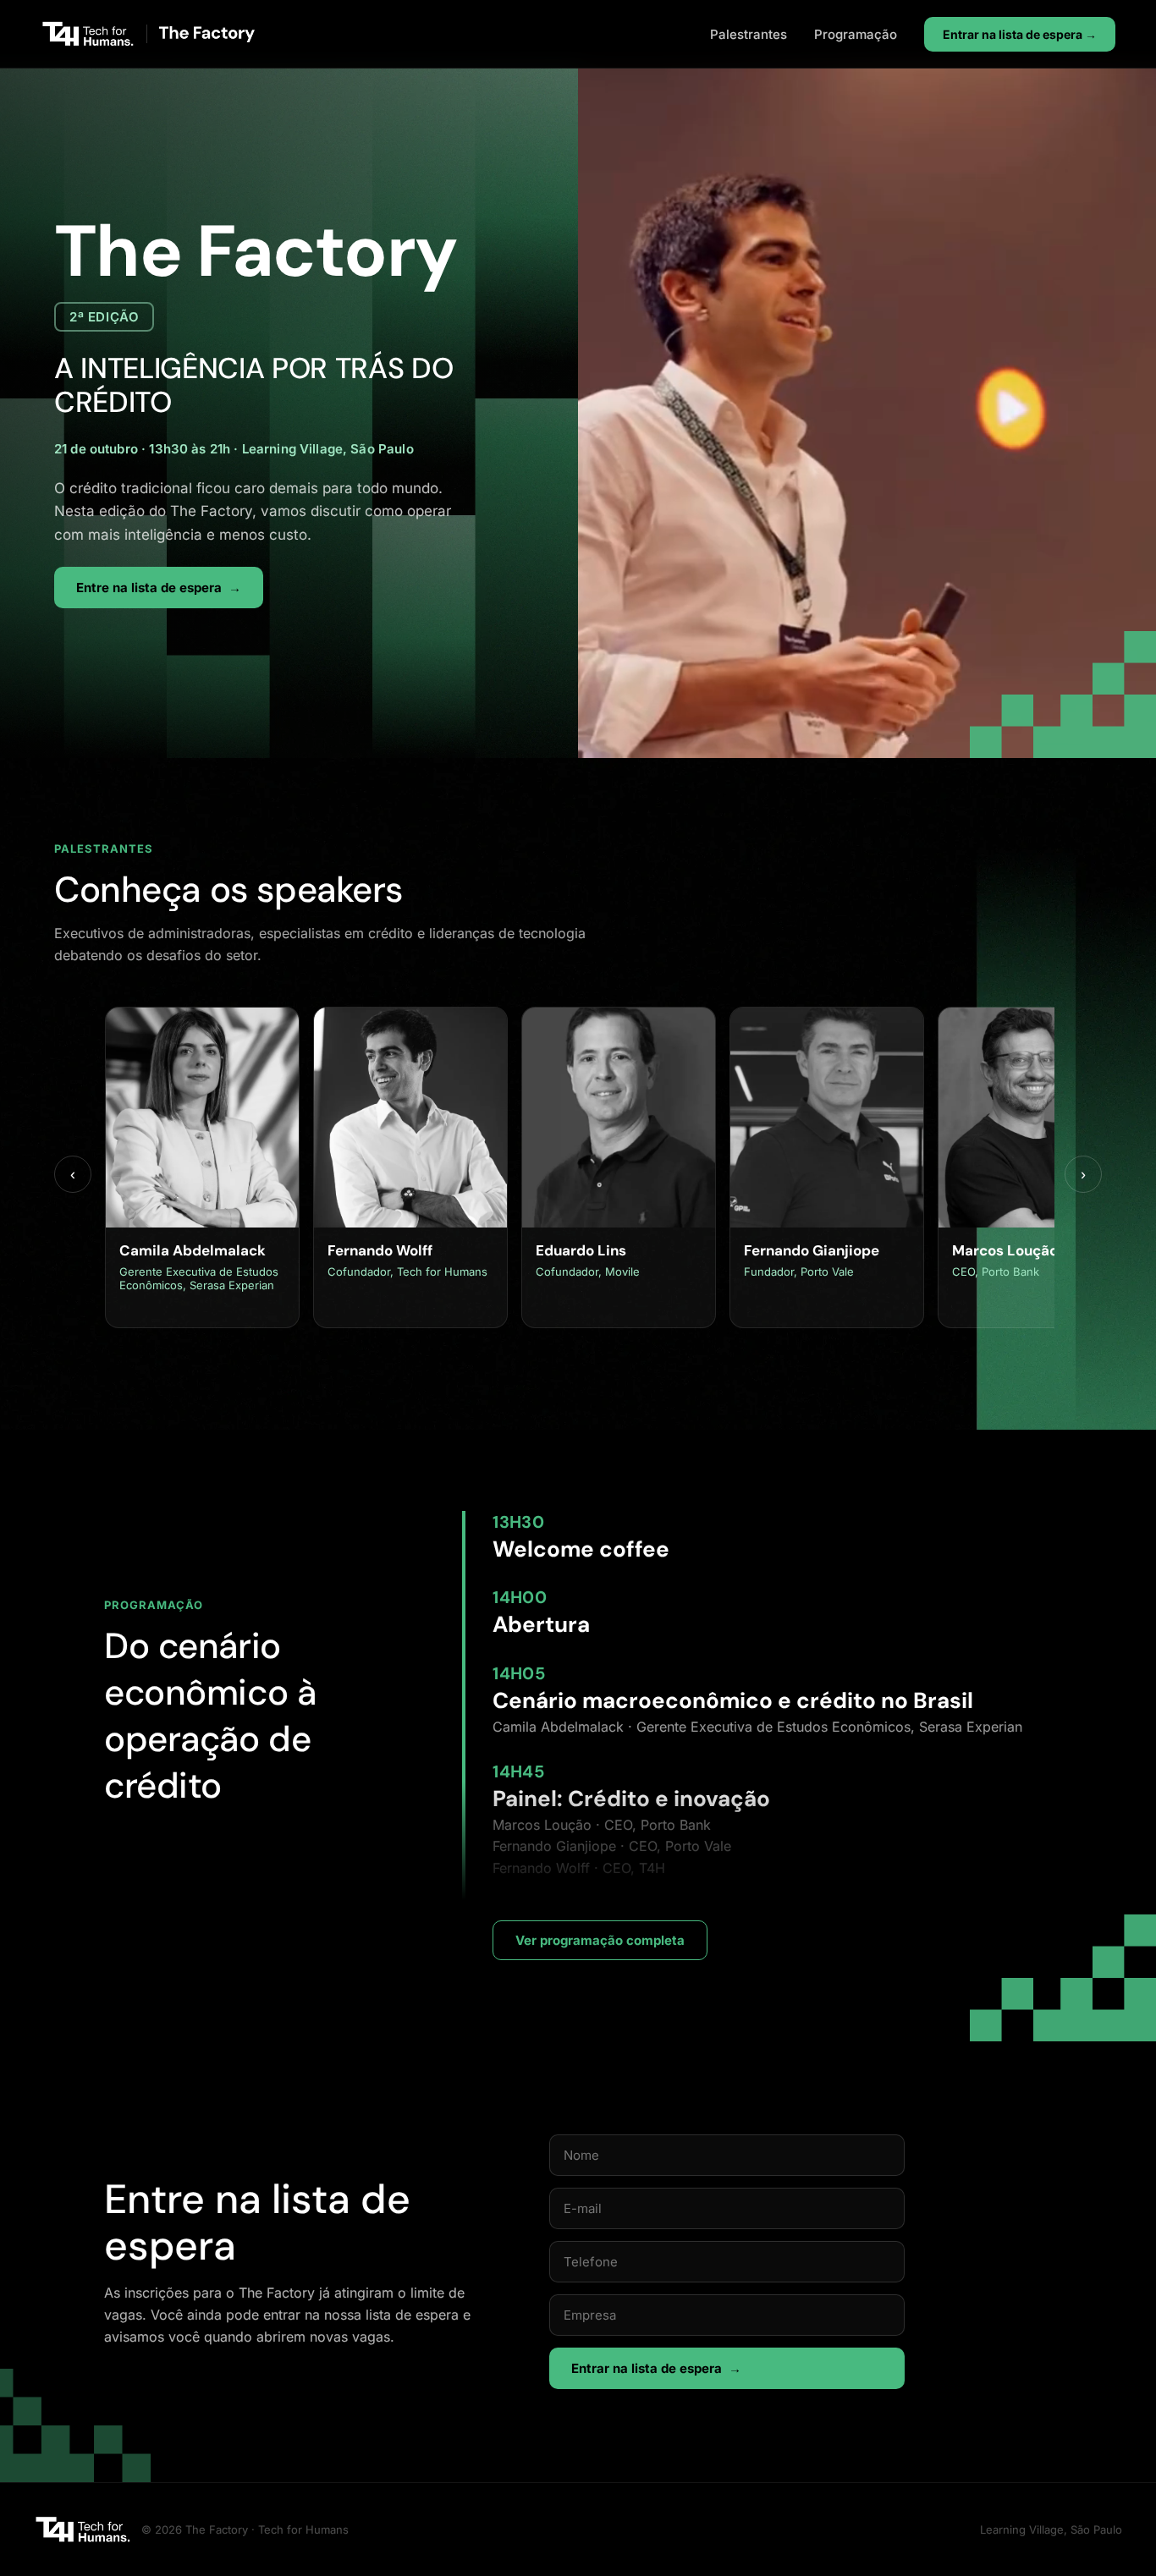 T4H Tech for
Humans.
The Factory
Palestrantes
Programação
Entrar na lista de espera →
The Factory
2ª EDIÇÃO
A INTELIGÊNCIA POR TRÁS DO
CRÉDITO
21 de outubro · 13h30 às 21h · Learning Village, São Paulo
O crédito tradicional ficou caro demais para todo mundo.
Nesta edição do The Factory, vamos discutir como operar
com mais inteligência e menos custo.
Entre na lista de espera →
PALESTRANTES
Conheça os speakers
Executivos de administradoras, especialistas em crédito e lideranças de tecnologia
debatendo os desafios do setor.
‹
›
Camila Abdelmalack
Gerente Executiva de Estudos
Econômicos, Serasa Experian
Fernando Wolff
Cofundador, Tech for Humans
Eduardo Lins
Cofundador, Movile
Fernando Gianjiope
Fundador, Porto Vale
Marcos Loução
CEO, Porto Bank
PROGRAMAÇÃO
Do cenário
econômico à
operação de
crédito
13H30
Welcome coffee
14H00
Abertura
14H05
Cenário macroeconômico e crédito no Brasil
Camila Abdelmalack · Gerente Executiva de Estudos Econômicos, Serasa Experian
14H45
Painel: Crédito e inovação
Marcos Loução · CEO, Porto Bank
Fernando Gianjiope · CEO, Porto Vale
Fernando Wolff · CEO, T4H
Ver programação completa
Entre na lista de
espera
As inscrições para o The Factory já atingiram o limite de
vagas. Você ainda pode entrar na nossa lista de espera e
avisamos você quando abrirem novas vagas.
Nome
E-mail
Telefone
Empresa
Entrar na lista de espera →
T4H Tech for
Humans.
© 2026 The Factory · Tech for Humans
Learning Village, São Paulo